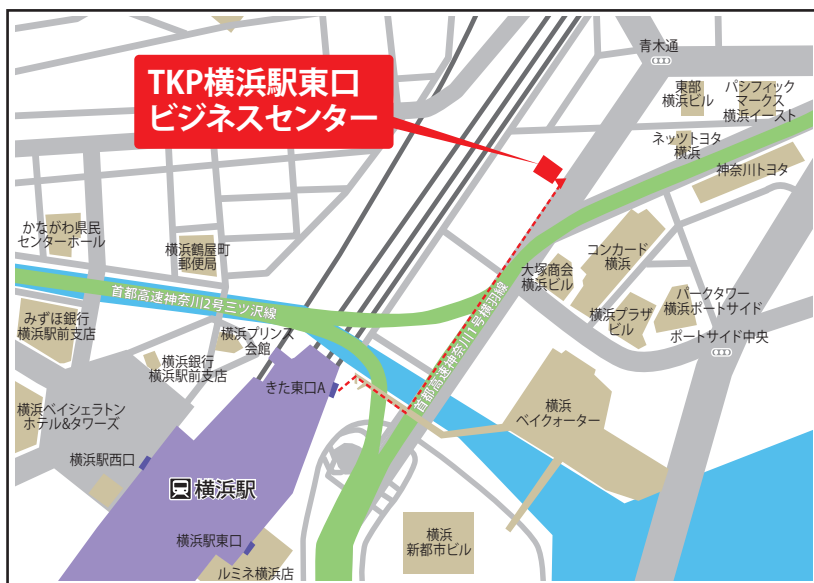 TKP横浜駅東口
ビジネスセンター
青木通
東部
横浜ビル
パシフィック
マークス
横浜イースト
ネッツトヨタ
横浜
神奈川トヨタ
かながわ県民
センターホール
横浜鶴屋町
郵便局
コンカード
横浜
大塚商会
横浜ビル
首都高速神奈川2号三ツ沢線
首都高速神奈川1号横羽線
パークタワー
横浜ポートサイド
横浜プラザ
ビル
ポートサイド中央
みずほ銀行
横浜駅前支店
横浜プリンス
会館
横浜銀行
横浜駅前支店
きた東口A
横浜ベイシェラトン
ホテル&タワーズ
横浜
ベイクォーター
横浜駅西口
横浜駅
横浜駅東口
横浜
新都市ビル
ルミネ横浜店